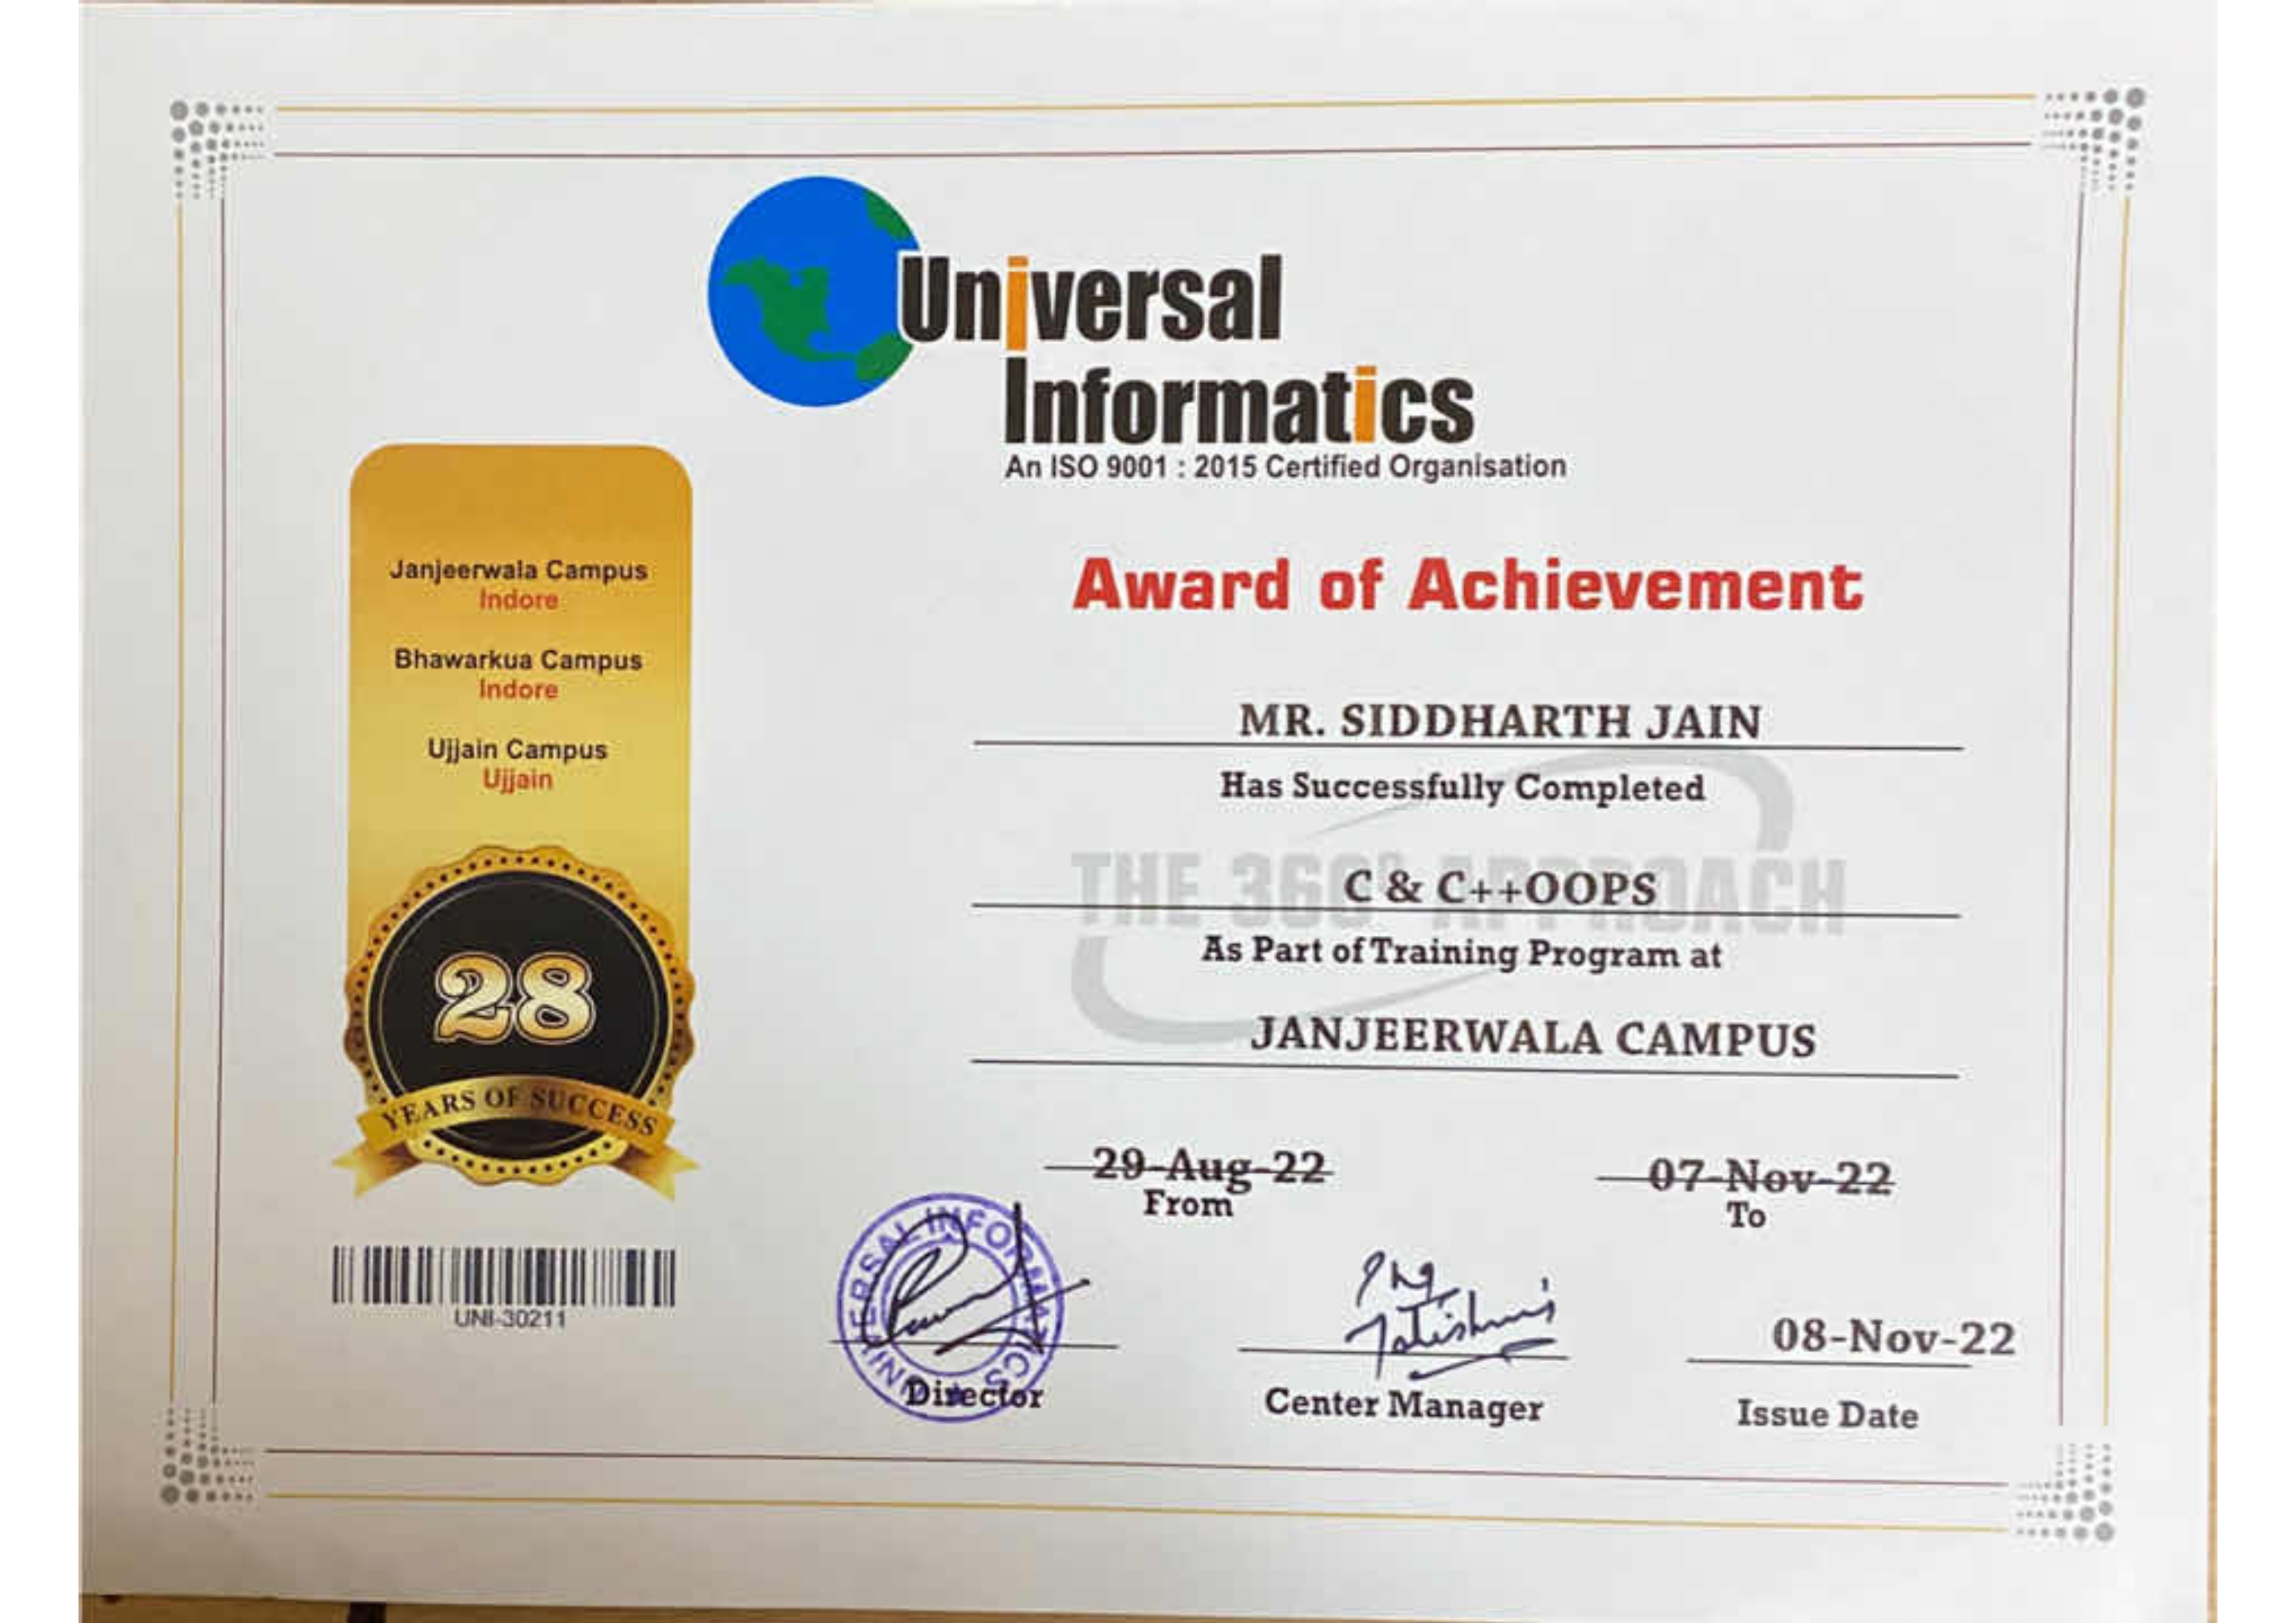 Universal
Informatics
An ISO 9001 : 2015 Certified Organisation
Janjeerwala Campus
Indore
Bhawarkua Campus
Indore
Ujjain Campus
Ujjain
28
YEARS OF SUCCESS
UNI-30211
Award of Achievement
MR. SIDDHARTH JAIN
Has Successfully Completed
THE 360° APPROACH
C & C++OOPS
As Part of Training Program at
JANJEERWALA CAMPUS
29-Aug-22
From
07-Nov-22
To
UNIVERSAL INFORMATICS
Director
Center Manager
08-Nov-22
Issue Date